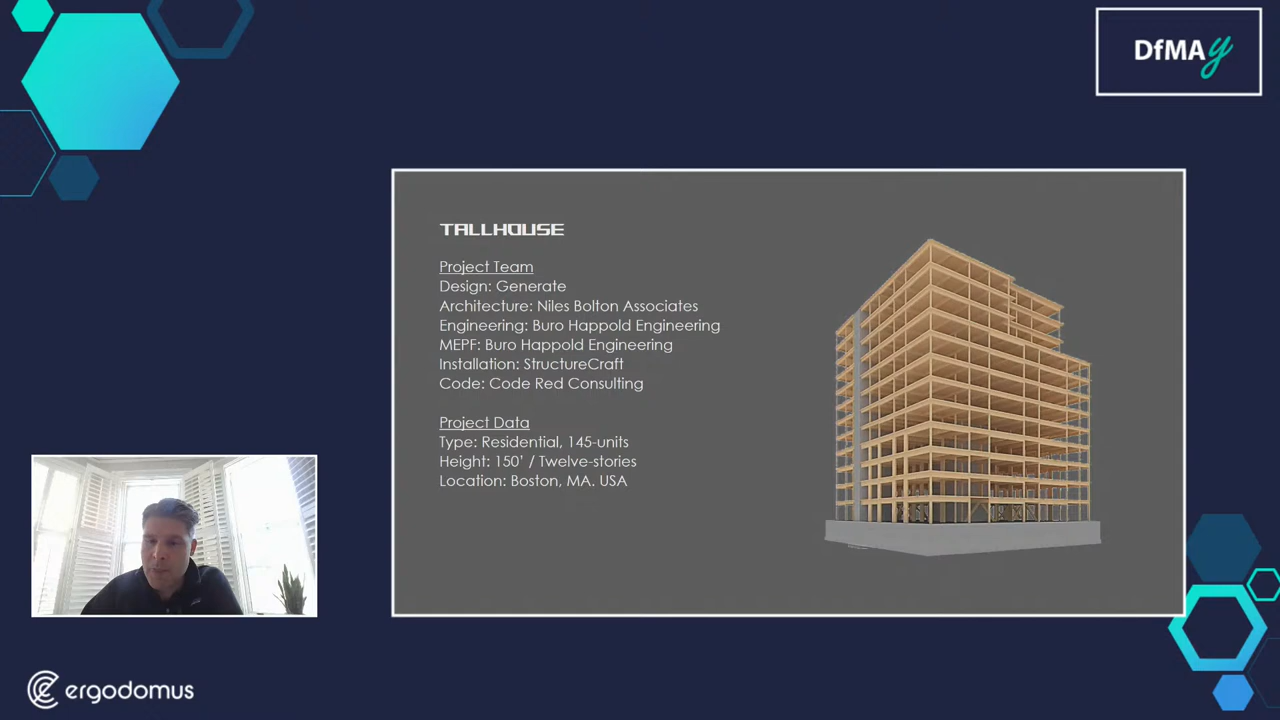 DfMAy
TALLHOUSE
Project Team
Design: Generate
Architecture: Niles Bolton Associates
Engineering: Buro Happold Engineering
MEPF: Buro Happold Engineering
Installation: StructureCraft
Code: Code Red Consulting
Project Data
Type: Residential, 145-units
Height: 150’ / Twelve-stories
Location: Boston, MA. USA
ergodomus